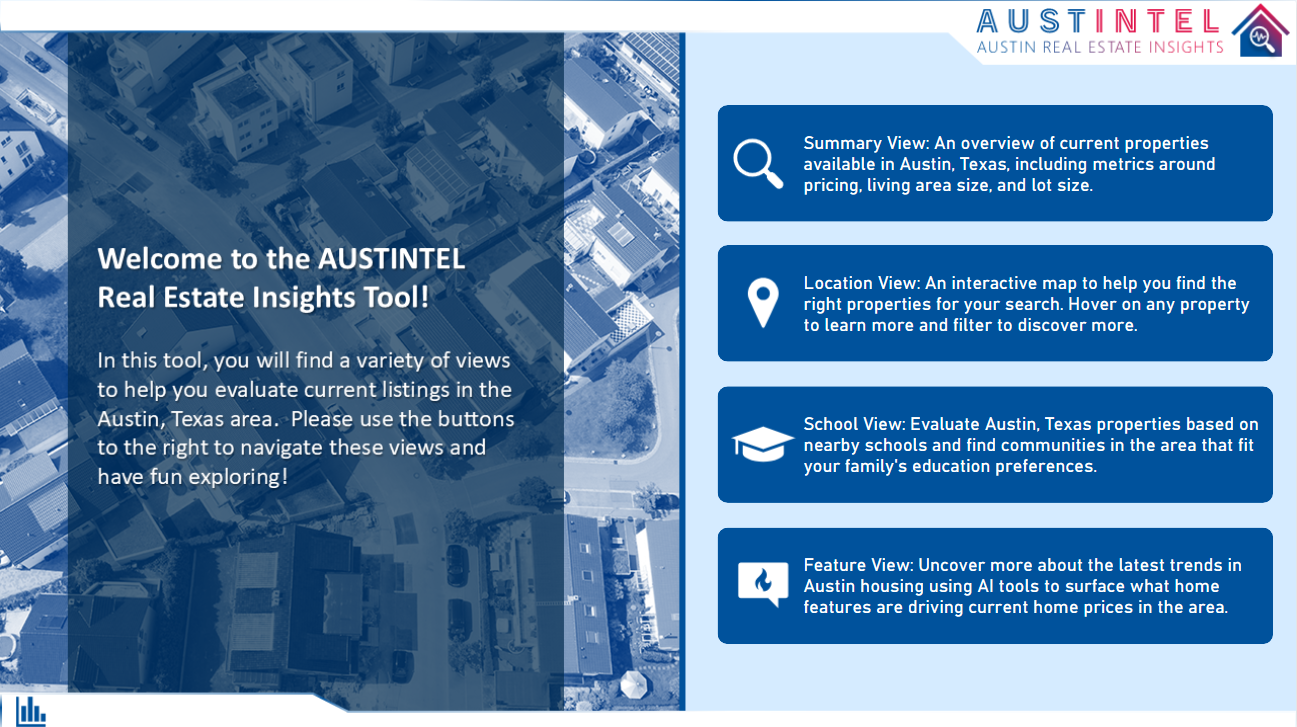 AUSTINTEL
AUSTIN REAL ESTATE INSIGHTS
Welcome to the AUSTINTEL
Real Estate Insights Tool!
In this tool, you will find a variety of views
to help you evaluate current listings in the
Austin, Texas area.  Please use the buttons
to the right to navigate these views and
have fun exploring!
Summary View: An overview of current properties
available in Austin, Texas, including metrics around
pricing, living area size, and lot size.
Location View: An interactive map to help you find the
right properties for your search. Hover on any property
to learn more and filter to discover more.
School View: Evaluate Austin, Texas properties based on
nearby schools and find communities in the area that fit
your family's education preferences.
Feature View: Uncover more about the latest trends in
Austin housing using AI tools to surface what home
features are driving current home prices in the area.